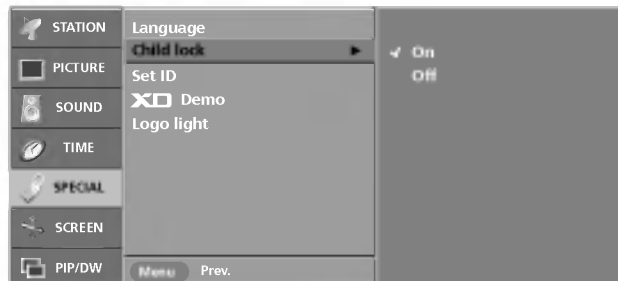 STATION
PICTURE
SOUND
TIME
SPECIAL
SCREEN
PIP/DW
Language
Child lock
Set ID
XD Demo
Logo light
Menu Prev.
On
Off